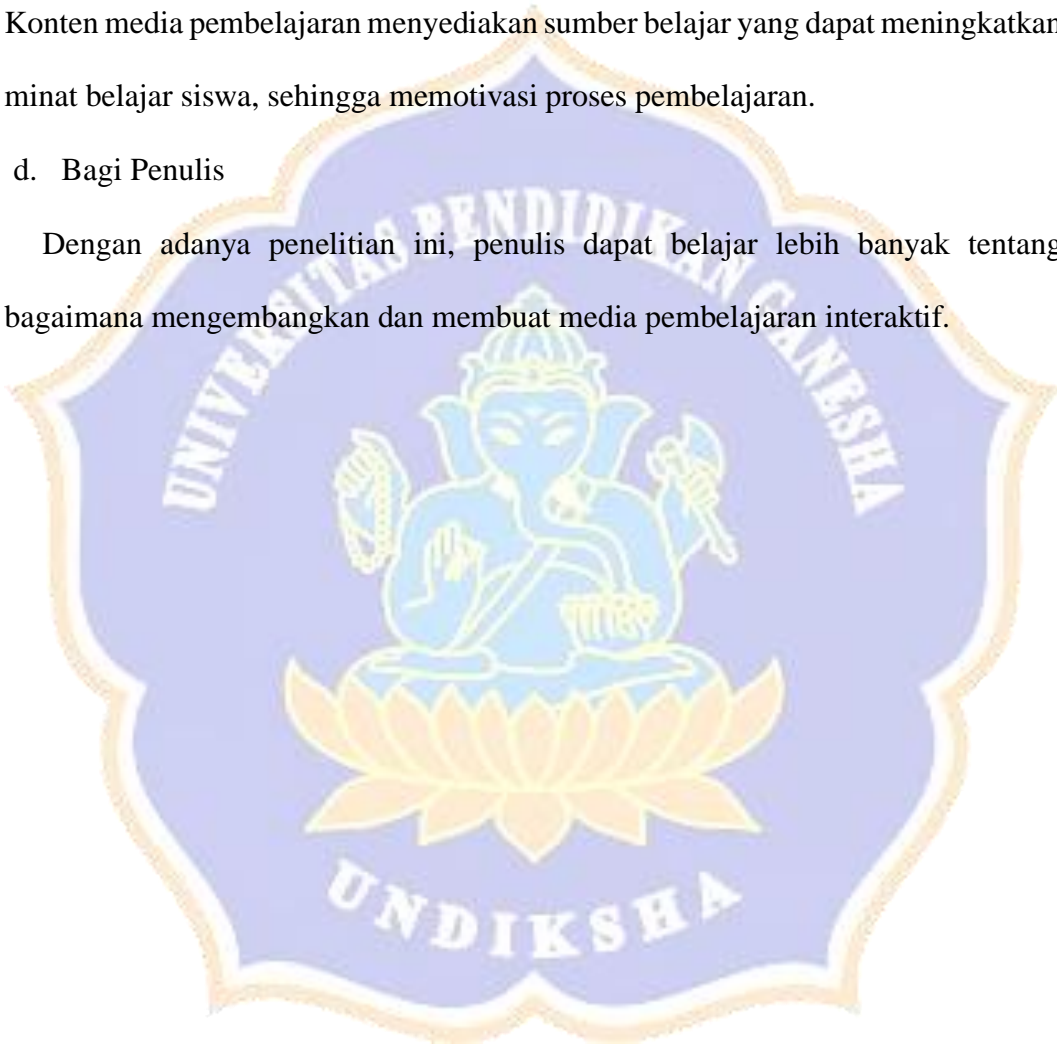 Konten media pembelajaran menyediakan sumber belajar yang dapat meningkatkan
minat belajar siswa, sehingga memotivasi proses pembelajaran.
d. Bagi Penulis
Dengan adanya penelitian ini, penulis dapat belajar lebih banyak tentang
bagaimana mengembangkan dan membuat media pembelajaran interaktif.
UNIVERSITAS PENDIDIKAN GANESHA
UNDIKSHA